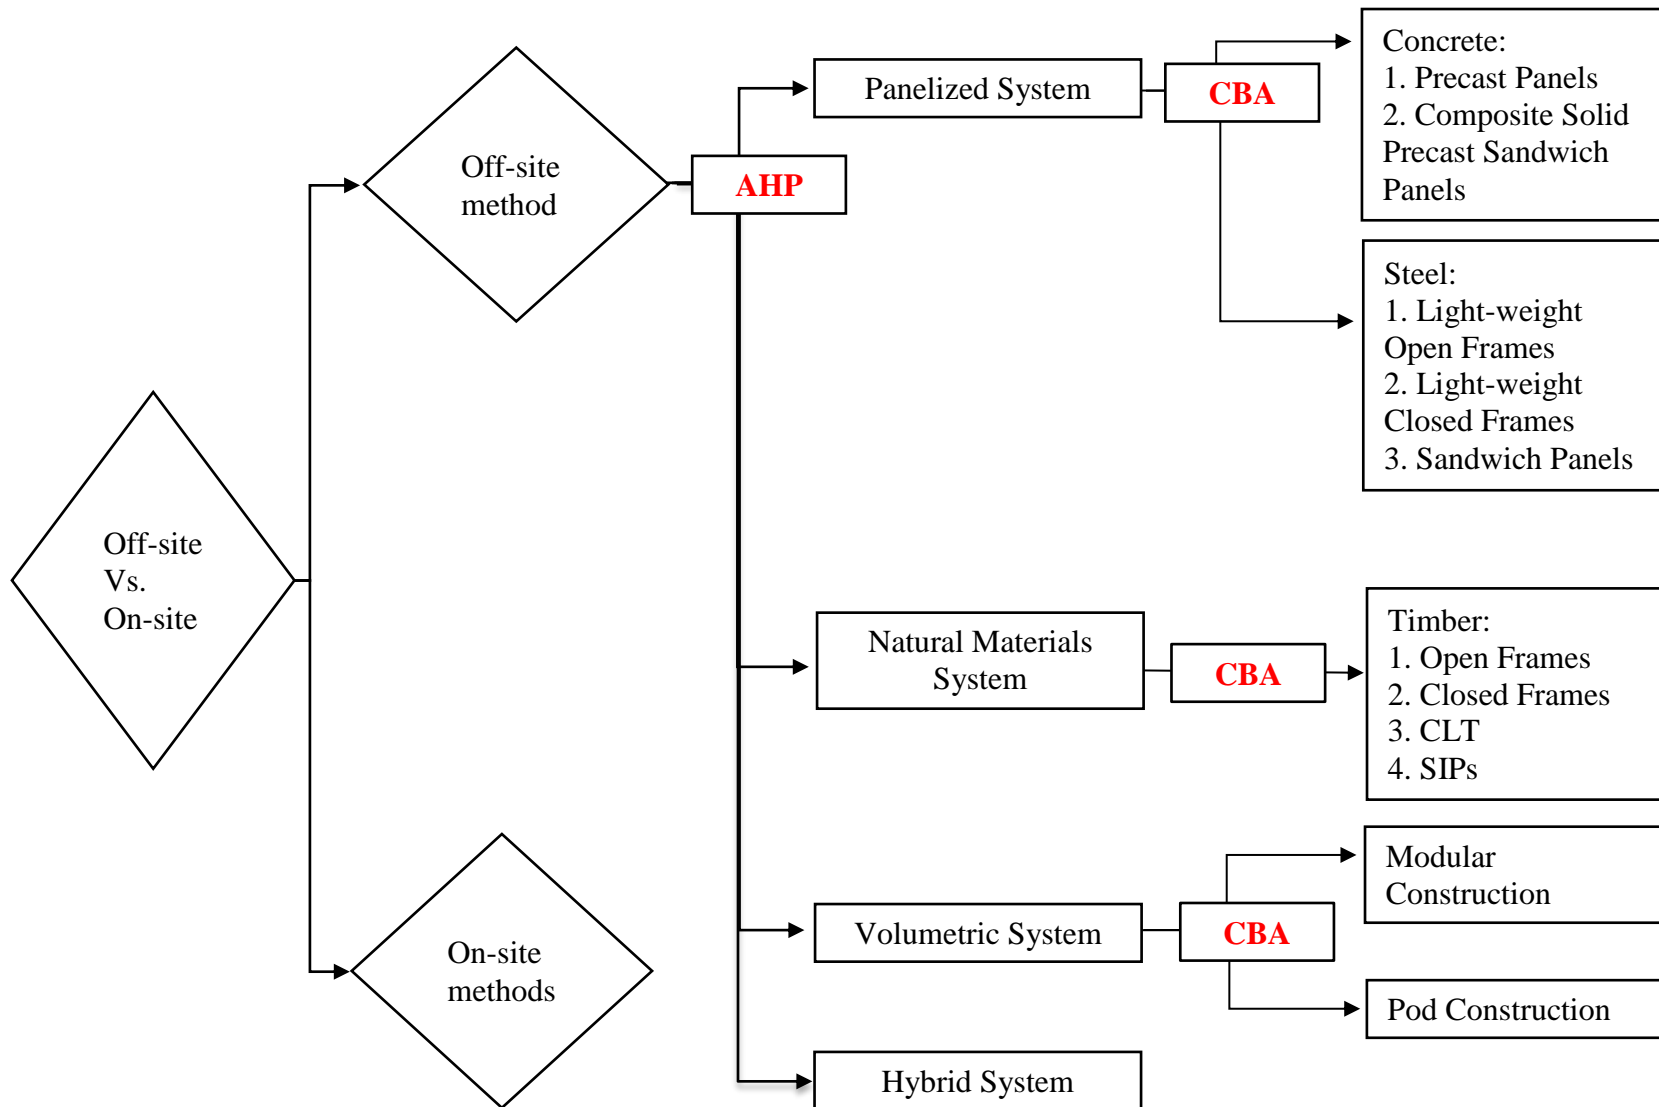 Off-site
Vs.
On-site
Off-site
method
On-site
methods
AHP
Panelized System
CBA
Concrete:
1. Precast Panels
2. Composite Solid
Precast Sandwich
Panels
Steel:
1. Light-weight
Open Frames
2. Light-weight
Closed Frames
3. Sandwich Panels
Natural Materials
System
CBA
Timber:
1. Open Frames
2. Closed Frames
3. CLT
4. SIPs
Volumetric System
CBA
Modular
Construction
Pod Construction
Hybrid System